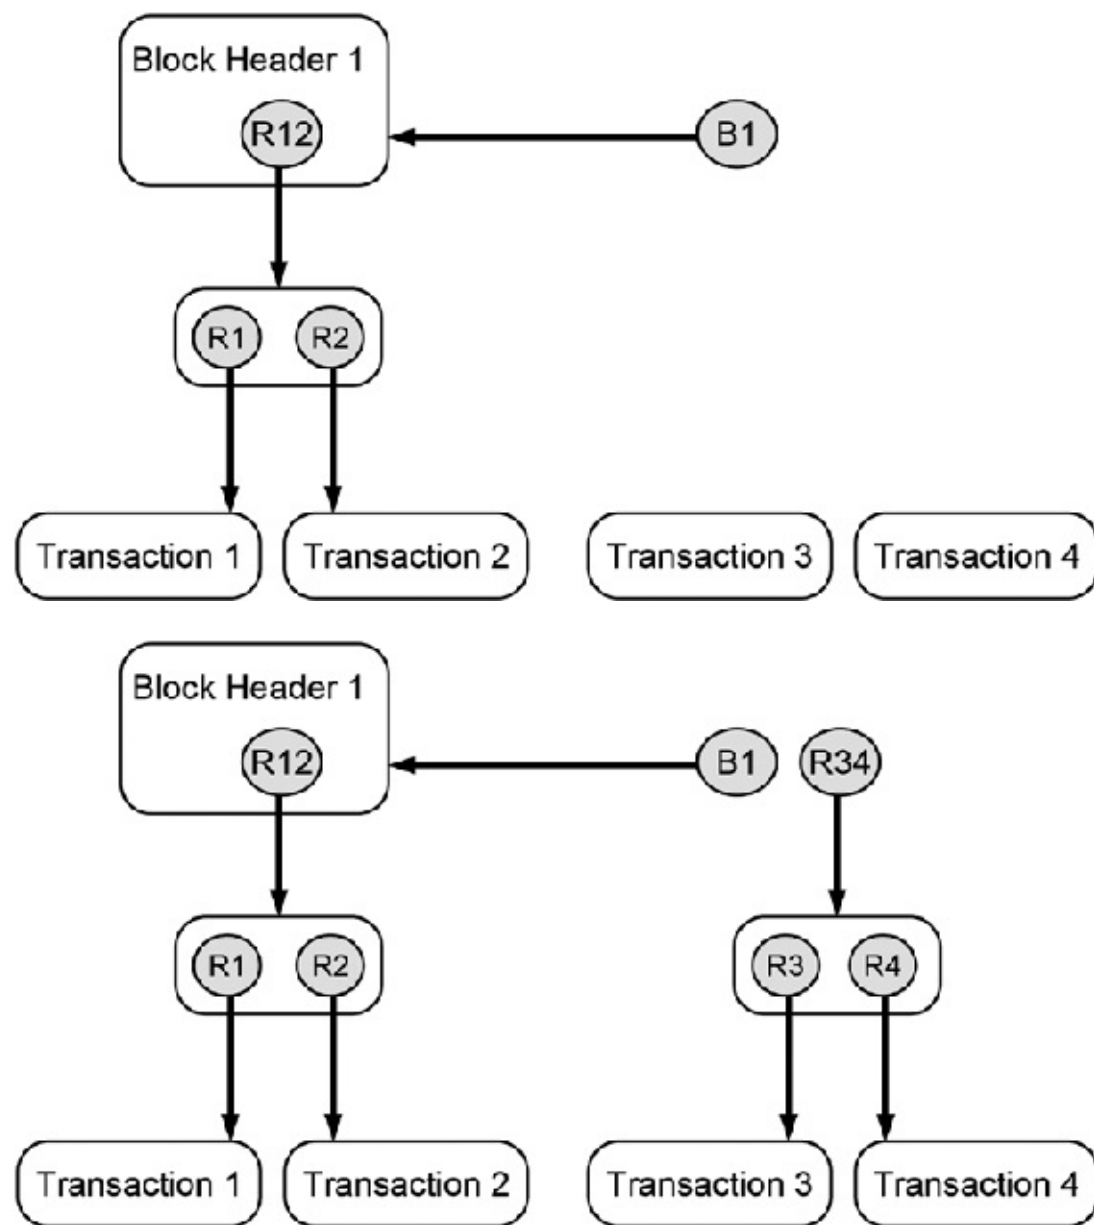 Block Header 1
R12
B1
R1 R2
Transaction 1 Transaction 2 Transaction 3 Transaction 4
Block Header 1
R12
B1 R34
R1 R2 R3 R4
Transaction 1 Transaction 2 Transaction 3 Transaction 4